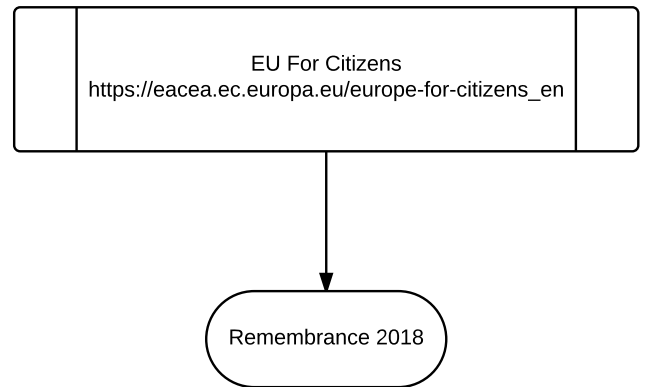 EU For Citizens
https://eacea.ec.europa.eu/europe-for-citizens_en
Remembrance 2018